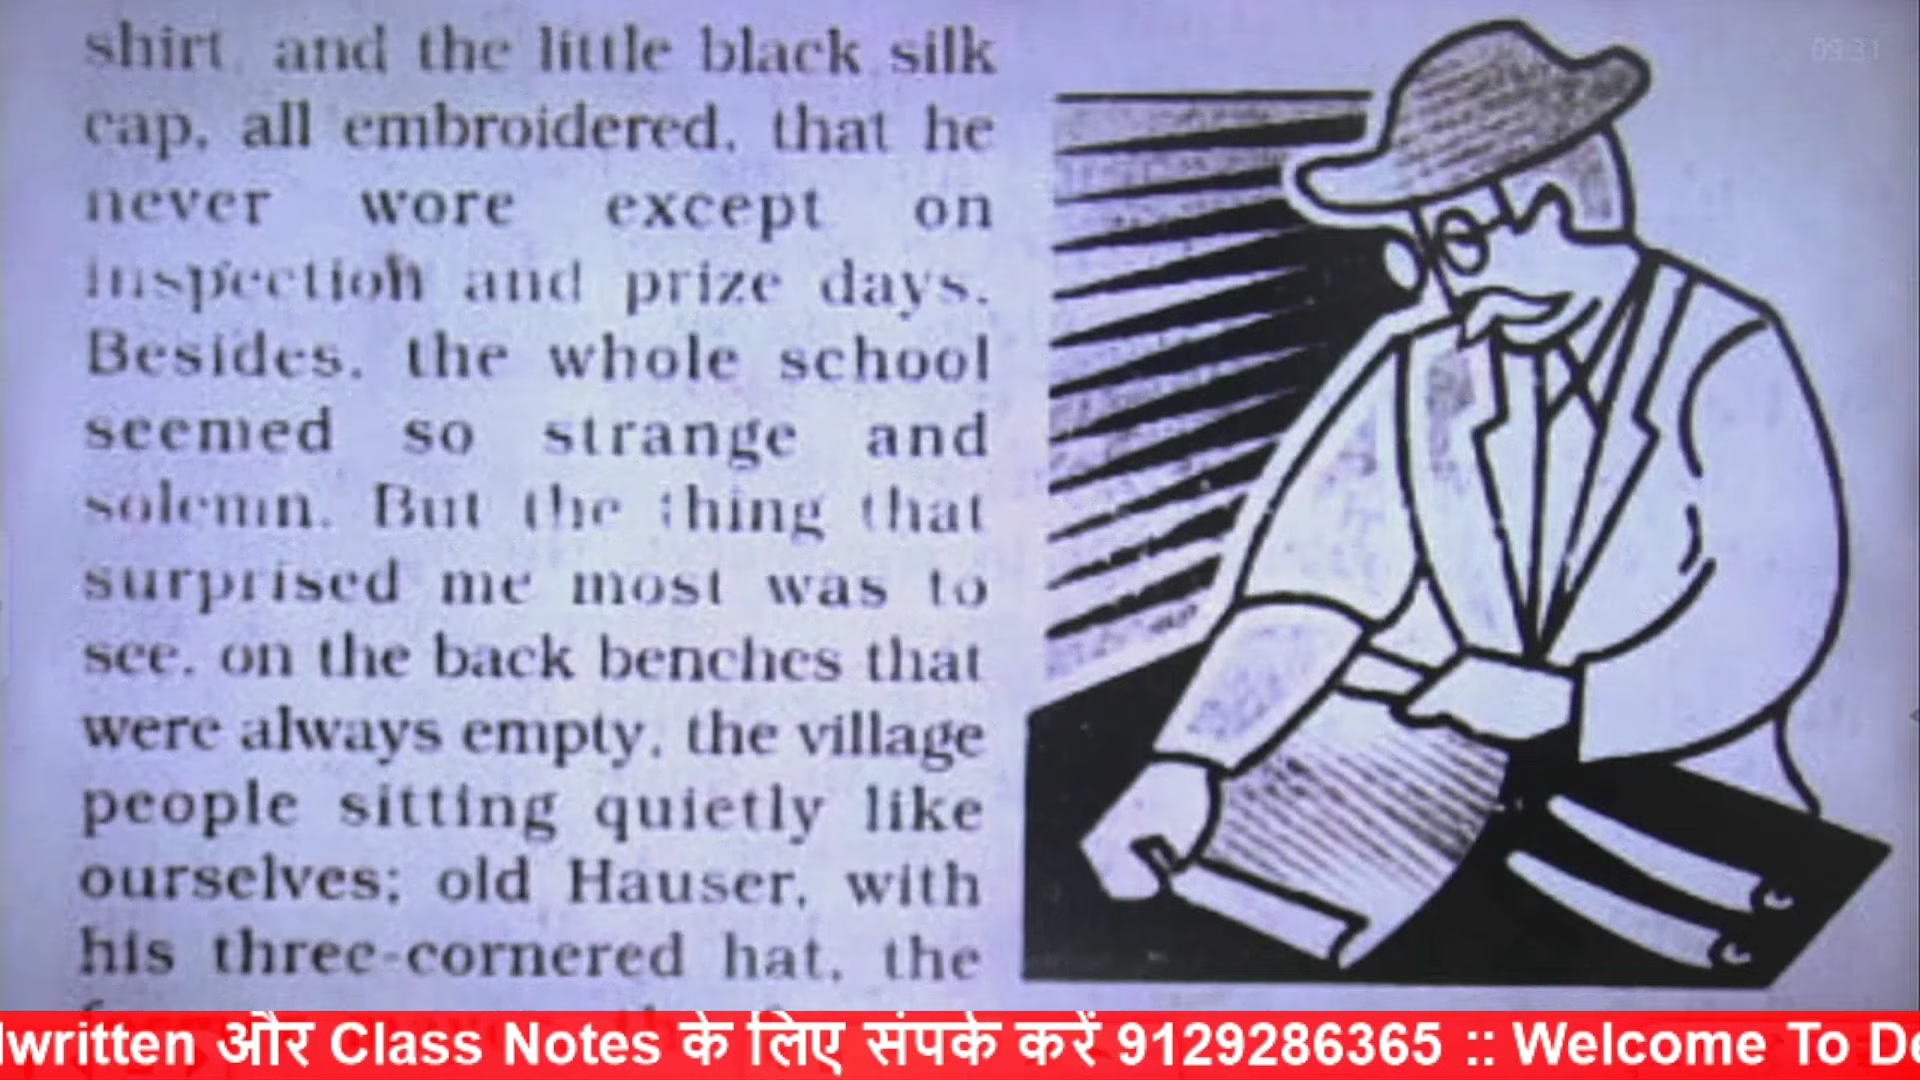 shirt, and the little black silk
cap, all embroidered, that he
never wore except on
inspection and prize days.
Besides, the whole school
seemed so strange and
solemn. But the thing that
surprised me most was to
see, on the back benches that
were always empty, the village
people sitting quietly like
ourselves; old Hauser, with
his three-cornered hat, the
09:31
written और Class Notes के लिए संपर्क करें 9129286365 :: Welcome To